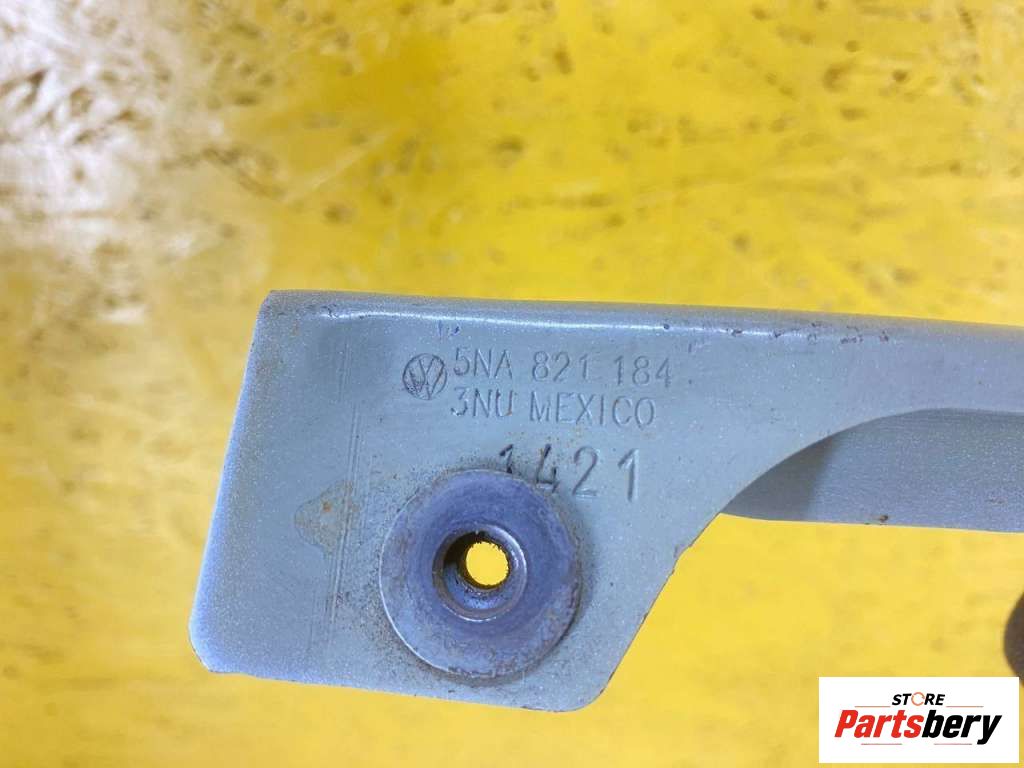 5NA 821 184
3NU MEXICO
1421
STORE
Partsbery